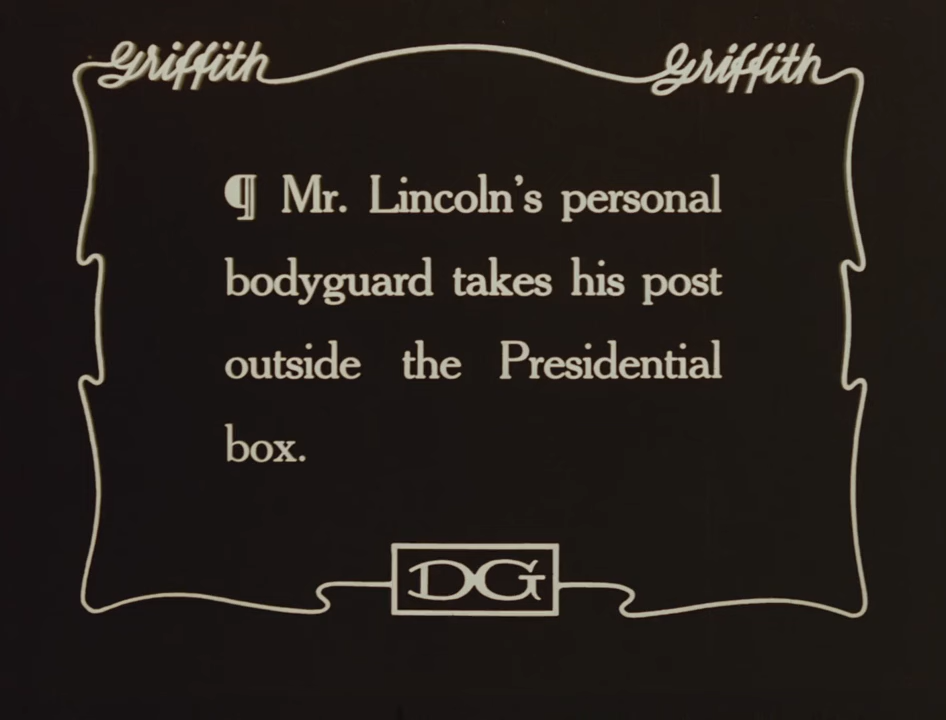 Griffith Griffith
¶ Mr. Lincoln's personal
bodyguard takes his post
outside the Presidential
box.
DG